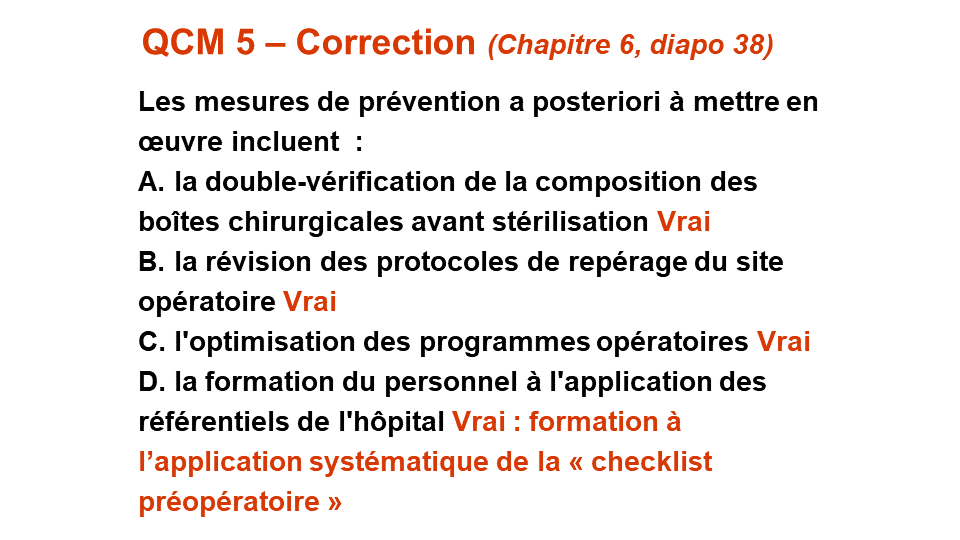 QCM 5 – Correction (Chapitre 6, diapo 38)
Les mesures de prévention a posteriori à mettre en
œuvre incluent  :
A. la double-vérification de la composition des
boîtes chirurgicales avant stérilisation Vrai
B. la révision des protocoles de repérage du site
opératoire Vrai
C. l'optimisation des programmes opératoires Vrai
D. la formation du personnel à l'application des
référentiels de l'hôpital Vrai : formation à
l’application systématique de la « checklist
préopératoire »